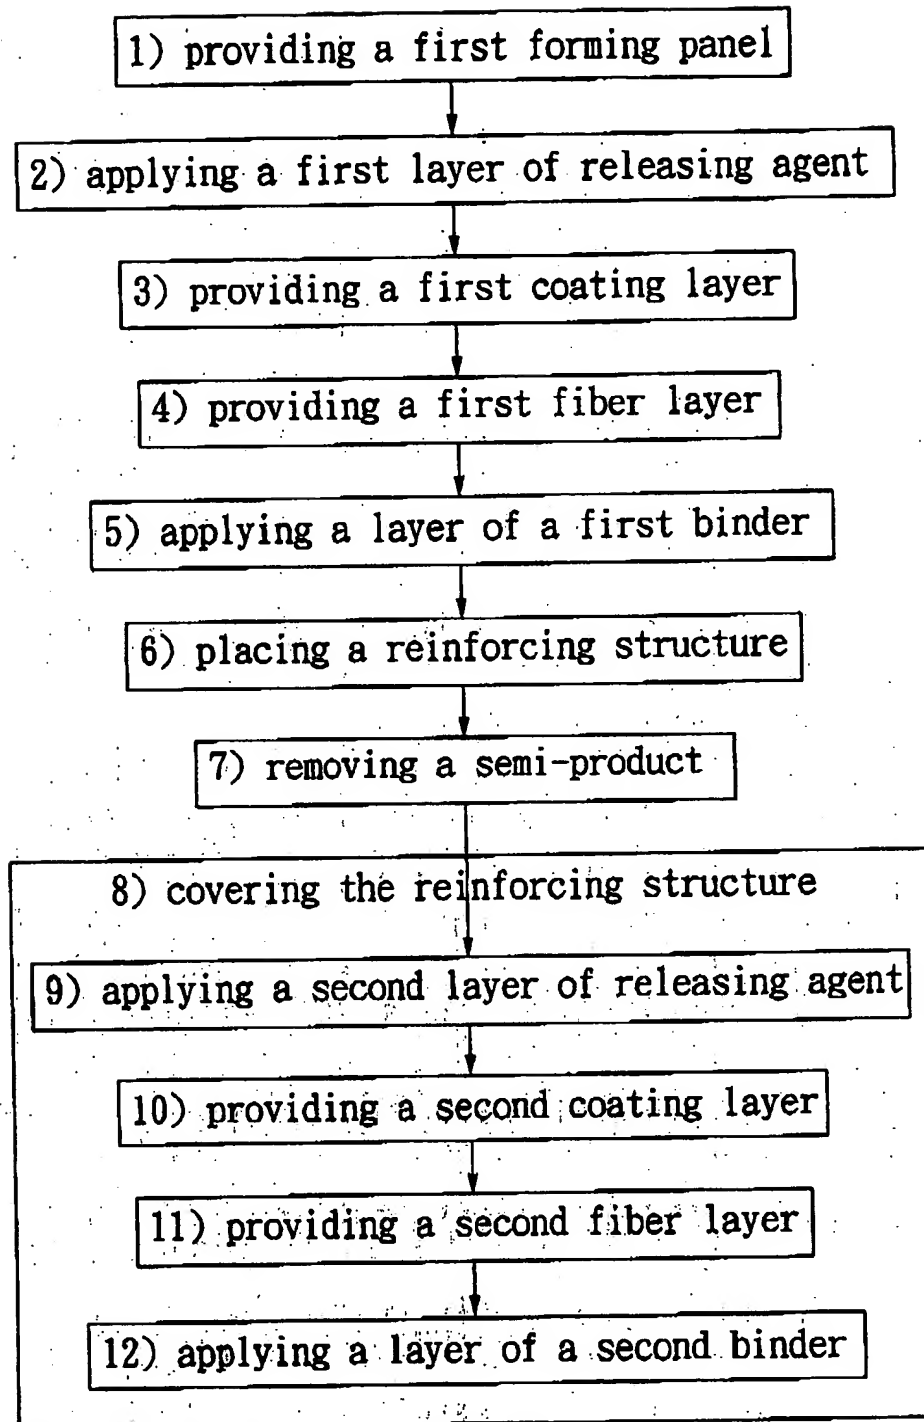 1) providing a first forming panel
2) applying a first layer of releasing agent
3) providing a first coating layer
4) providing a first fiber layer
5) applying a layer of a first binder
6) placing a reinforcing structure
7) removing a semi-product
8) covering the reinforcing structure
9) applying a second layer of releasing agent
10) providing a second coating layer
11) providing a second fiber layer
12) applying a layer of a second binder